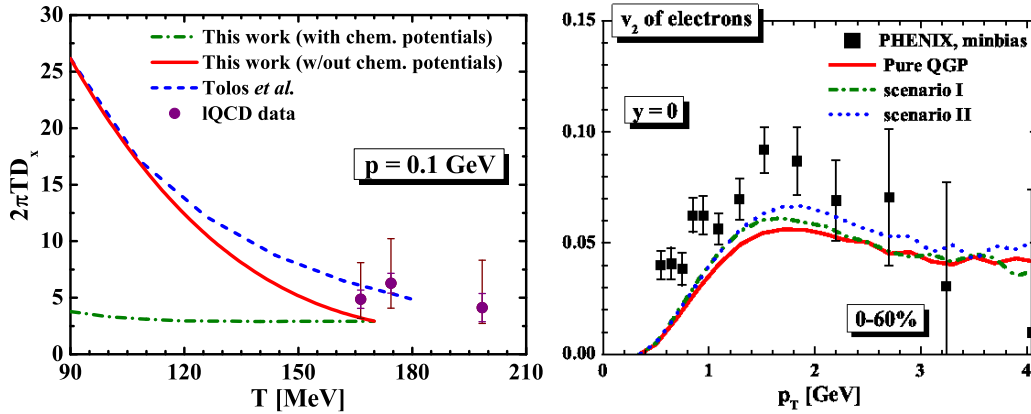 This work (with chem. potentials)
This work (w/out chem. potentials)
Tolos et al.
lQCD data
p = 0.1 GeV
2πTD_x
35
30
25
20
15
10
5
0
90
120
150
180
210
T [MeV]
v_2 of electrons
PHENIX, minbias
Pure QGP
scenario I
scenario II
y = 0
0-60%
0.15
0.10
0.05
0.00
0
1
2
3
4
p_T [GeV]